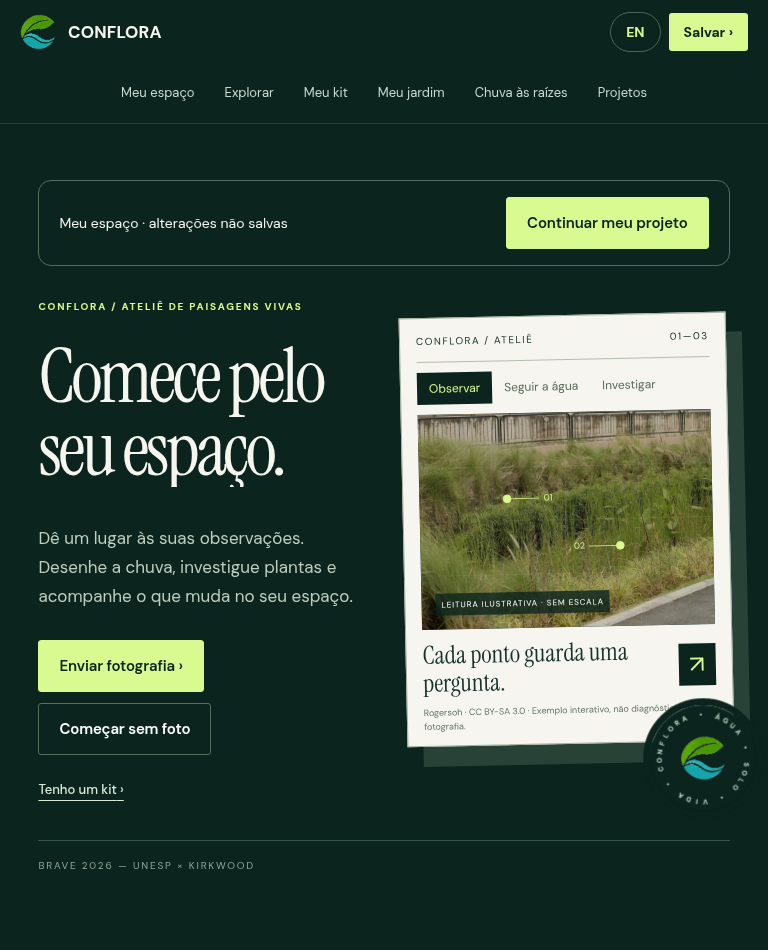 CONFLORA
EN
Salvar ›
Meu espaço
Explorar
Meu kit
Meu jardim
Chuva às raízes
Projetos
Meu espaço · alterações não salvas
Continuar meu projeto
CONFLORA / ATELIÊ DE PAISAGENS VIVAS
Comece pelo
seu espaço.
Dê um lugar às suas observações.
Desenhe a chuva, investigue plantas e
acompanhe o que muda no seu espaço.
Enviar fotografia ›
Começar sem foto
Tenho um kit ›
CONFLORA / ATELIÊ
01—03
Observar
Seguir a água
Investigar
01
02
LEITURA ILUSTRATIVA · SEM ESCALA
Cada ponto guarda uma
pergunta.
Rogersoh · CC BY-SA 3.0 · Exemplo interativo, não
fotografia.
CONFLORA • ÁGUA • SOLO • VIDA •
BRAVE 2026 — UNESP × KIRKWOOD